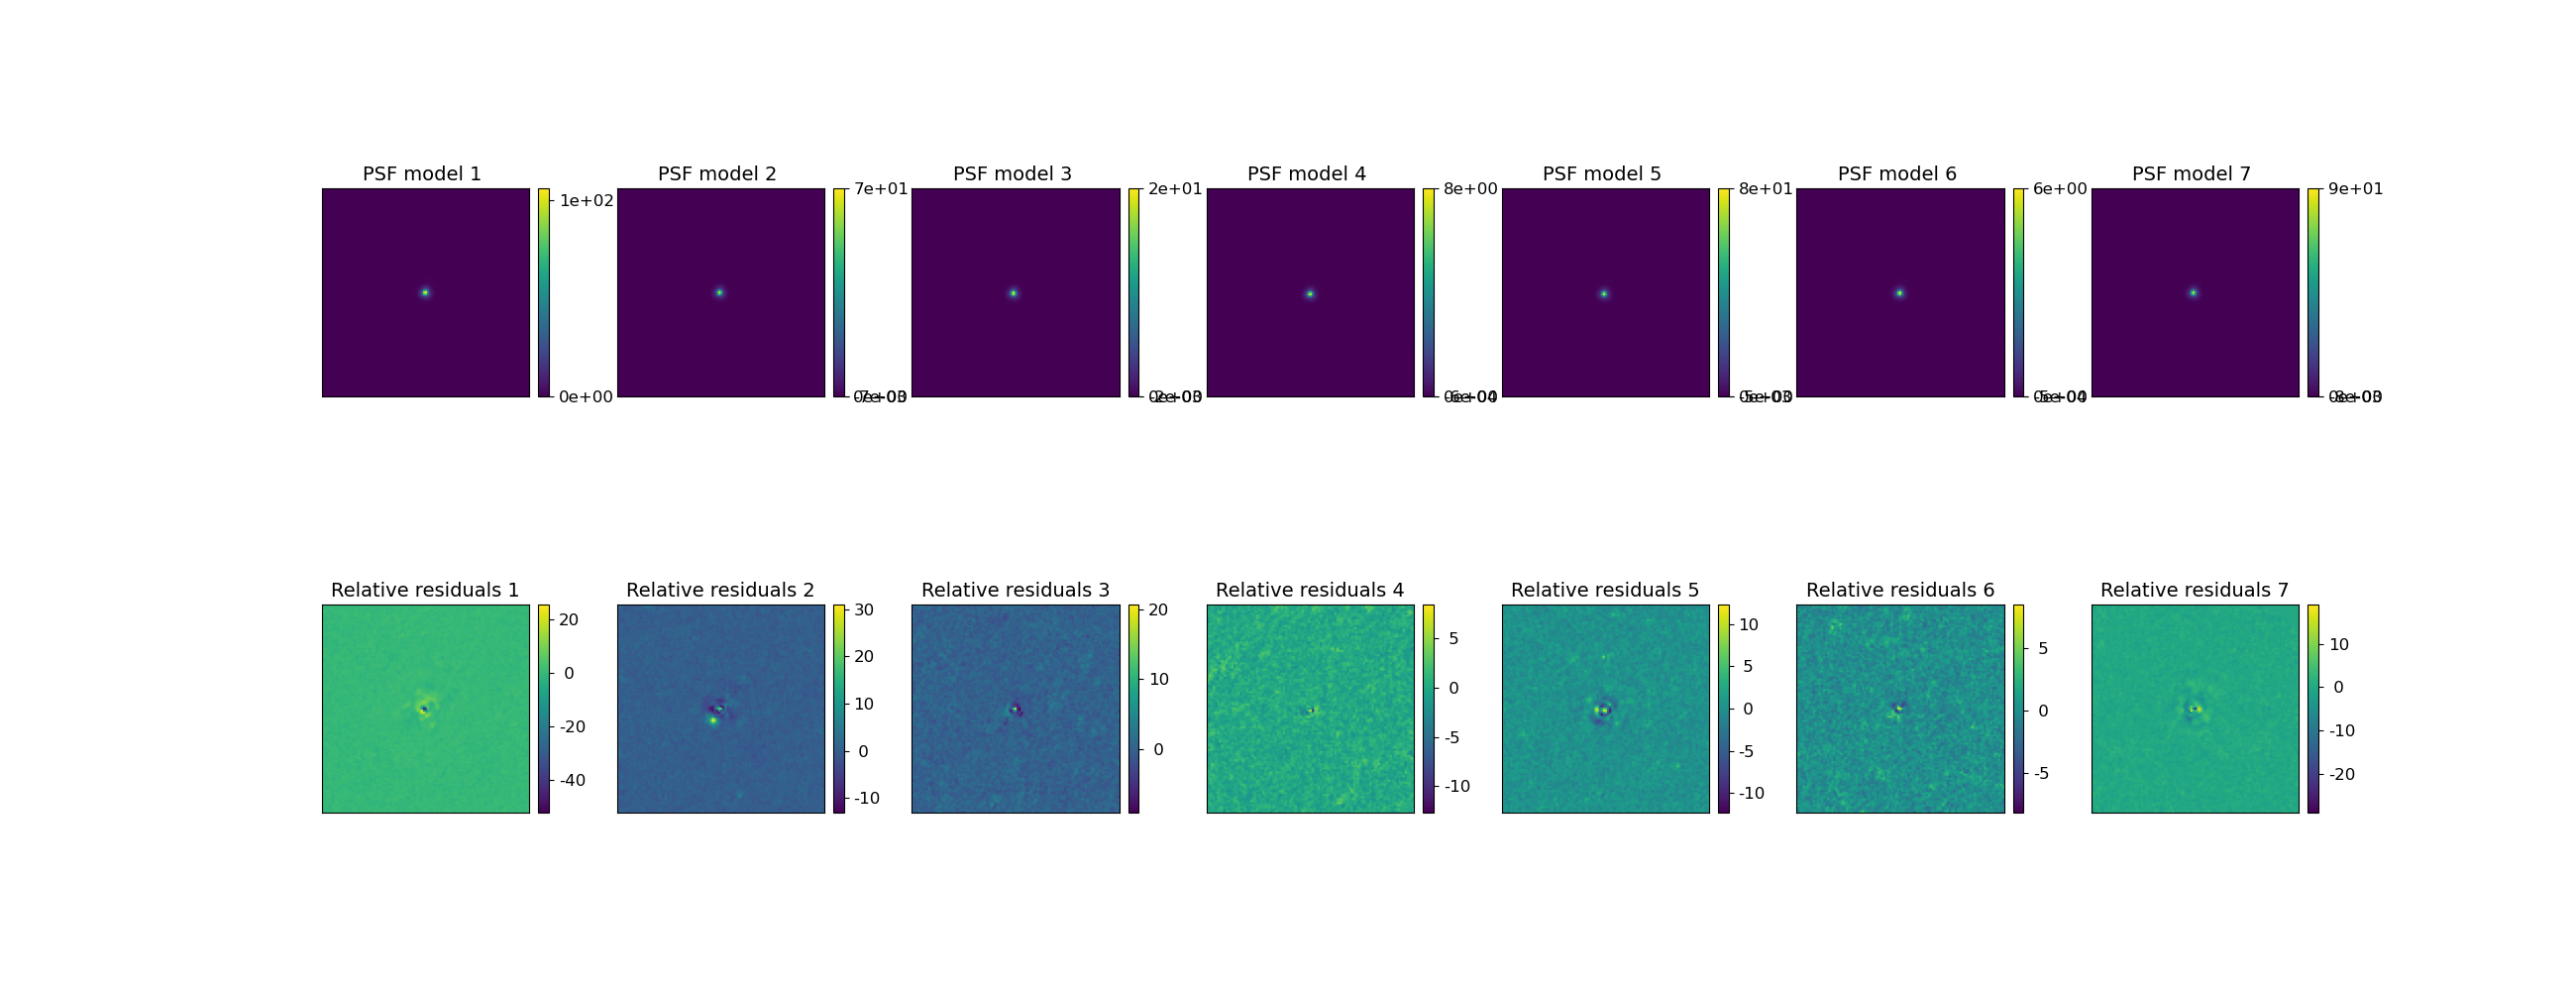 PSF model 1 PSF model 2 PSF model 3 PSF model 4 PSF model 5 PSF model 6 PSF model 7
1e+02 7e+01 2e+01 8e+00 8e+01 6e+00 9e+01
0e+00
Relative residuals 1 Relative residuals 2 Relative residuals 3 Relative residuals 4 Relative residuals 5 Relative residuals 6 Relative residuals 7
20 0 -20 -40
30 20 10 0 -10
20 10 0
5 0 -5 -10
10 5 0 -5 -10
5 0 -5
10 0 -10 -20